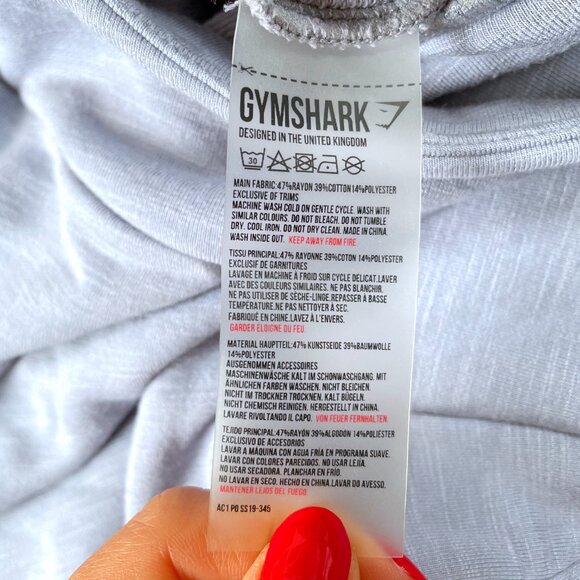 GYMSHARK
DESIGNED IN THE UNITED KINGDOM
30
MAIN FABRIC:47%RAYON 39%COTTON 14%POLYESTER
EXCLUSIVE OF TRIMS
MACHINE WASH COLD ON GENTLE CYCLE. WASH WITH
SIMILAR COLOURS. DO NOT BLEACH. DO NOT TUMBLE
DRY. COOL IRON. DO NOT DRY CLEAN. MADE IN CHINA.
WASH INSIDE OUT. KEEP AWAY FROM FIRE.
TISSU PRINCIPAL:47% RAYONNE 39%COTON 14%POLYESTER
EXCLUSIF DE GARNITURES
LAVAGE EN MACHINE À FROID SUR CYCLE DELICAT.LAVER
AVEC DES COULEURS SIMILAIRES. NE PAS BLANCHIR.
NE PAS UTILISER DE SÈCHE-LINGE.REPASSER À BASSE
TEMPÉRATURE.NE PAS NETTOYER À SEC.
FABRIQUÉ EN CHINE.LAVEZ À L'ENVERS.
GARDER ÉLOIGNÉ DU FEU
MATERIAL HAUPTTEIL:47% KUNSTSEIDE 39%BAUMWOLLE
14%POLYESTER
AUSGENOMMEN ACCESSOIRES
MASCHINENWÄSCHE KALT IM SCHONWASCHGANG. MIT
ÄHNLICHEN FARBEN WASCHEN. NICHT BLEICHEN.
NICHT IM TROCKNER TROCKNEN. KALT BÜGELN.
NICHT CHEMISCH REINIGEN. HERGESTELLT IN CHINA.
LAVARE RIVOLTANDO IL CAPO. VON FEUER FERNHALTEN.
TEJIDO PRINCIPAL:47%RAYÓN 39%ALGODON 14%POLIESTER
EXCLUSIVO DE ACCESORIOS
LAVAR A MÁQUINA CON AGUA FRÍA EN PROGRAMA SUAVE.
LAVAR CON COLORES PARECIDOS. NO USAR LEJÍA.
NO USAR SECADORA. PLANCHAR EN FRÍO.
NO LAVAR EN SECO. HECHO EN CHINA.LAVAR DO AVESSO.
MANTENER LEJOS DEL FUEGO
AC1 PO SS19-345